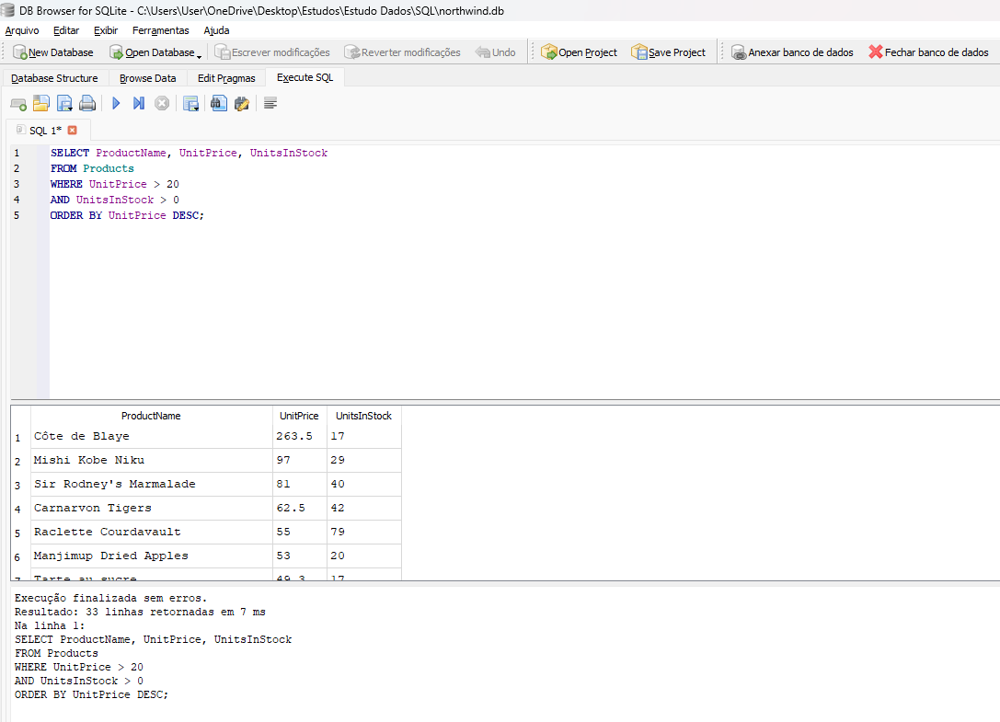 DB Browser for SQLite - C:\Users\User\OneDrive\Desktop\Estudos\Estudo Dados\SQL\northwind.db
Arquivo Editar Exibir Ferramentas Ajuda
New Database Open Database Escrever modificações Reverter modificações Undo Open Project Save Project Anexar banco de dados Fechar banco de dados
Database Structure Browse Data Edit Pragmas Execute SQL
SQL 1*
1 SELECT ProductName, UnitPrice, UnitsInStock
2 FROM Products
3 WHERE UnitPrice > 20
4 AND UnitsInStock > 0
5 ORDER BY UnitPrice DESC;
ProductName UnitPrice UnitsInStock
1 Côte de Blaye 263.5 17
2 Mishi Kobe Niku 97 29
3 Sir Rodney's Marmalade 81 40
4 Carnarvon Tigers 62.5 42
5 Raclette Courdavault 55 79
6 Manjimup Dried Apples 53 20
7 Tarte au sucre 49.3 17
Execução finalizada sem erros.
Resultado: 33 linhas retornadas em 7 ms
Na linha 1:
SELECT ProductName, UnitPrice, UnitsInStock
FROM Products
WHERE UnitPrice > 20
AND UnitsInStock > 0
ORDER BY UnitPrice DESC;